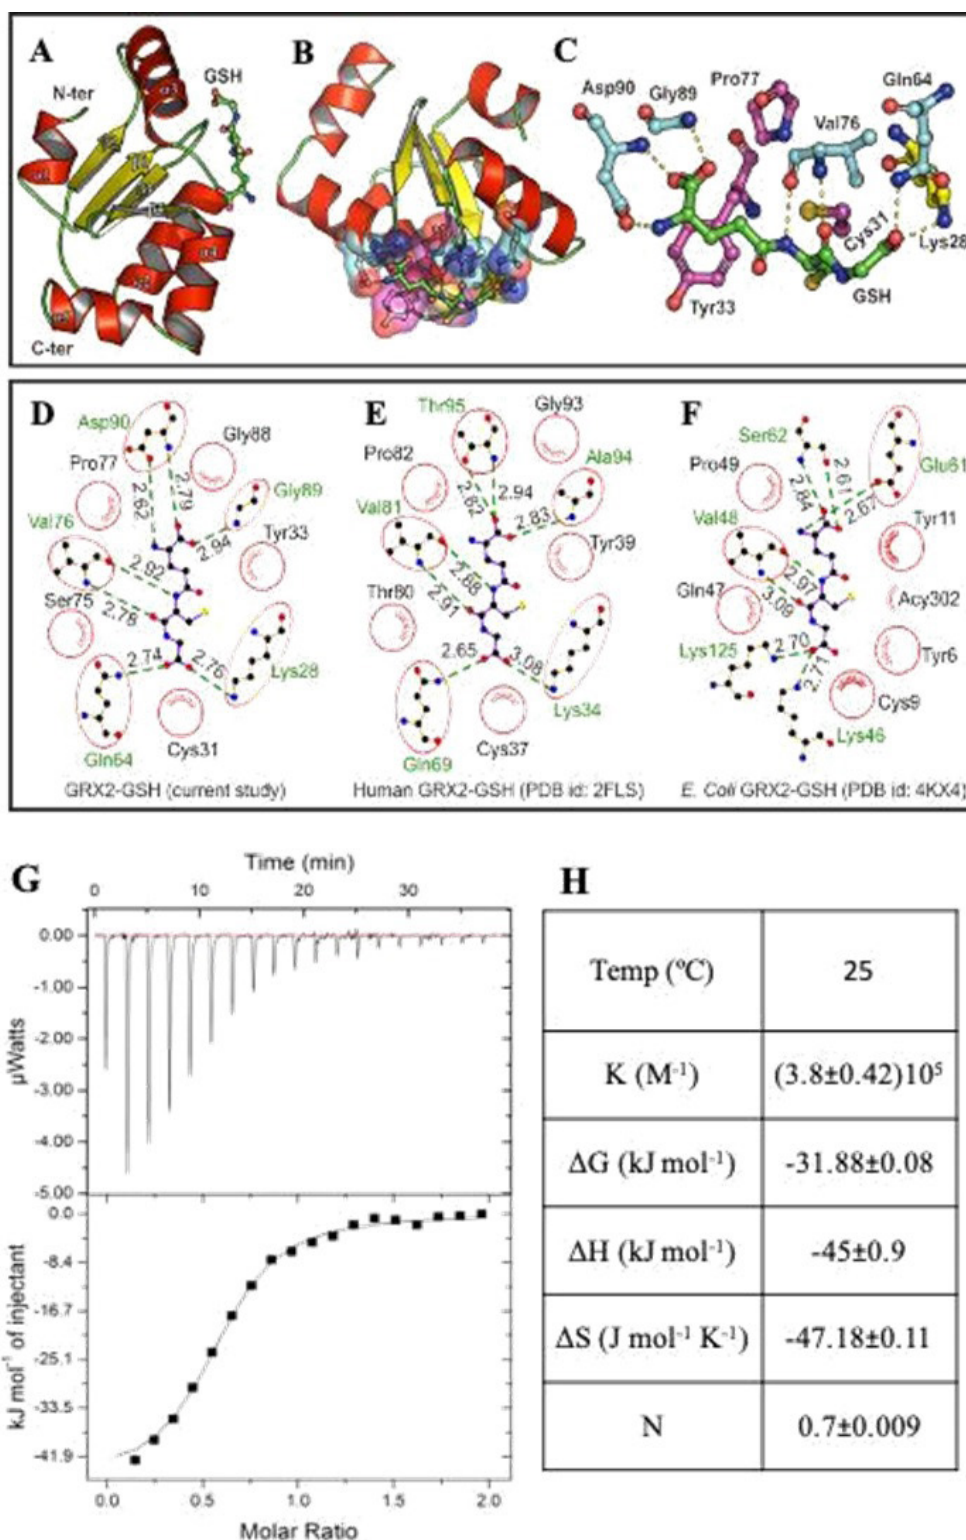 A
N-ter
GSH
C-ter
B
C
Asp90
Gly89
Pro77
Val76
Gln64
Cys31
Lys28
Tyr33
GSH
D
Asp90
Gly88
Pro77
Gly89
Val76
Tyr33
Ser75
Lys28
Gln64
Cys31
2.62
2.79
2.94
2.92
2.78
2.74
2.76
GRX2-GSH (current study)
E
Thr95
Gly93
Pro82
Ala94
Val81
Tyr39
Thr80
Lys34
Gln69
Cys37
2.94
2.83
2.68
2.91
2.65
3.08
Human GRX2-GSH (PDB id: 2FLS)
F
Ser62
Pro49
Glu61
Val48
Tyr11
Gln47
Acy302
Lys125
Tyr6
Cys9
Lys46
2.84
2.61
2.67
2.97
3.09
2.70
2.71
E. Coli GRX2-GSH (PDB id: 4KX4)
G
Time (min)
0 10 20 30
0.00
-1.00
-2.00
-3.00
-4.00
-5.00
µWatts
0.0
-8.4
-16.7
-25.1
-33.5
-41.9
kJ mol⁻¹ of injectant
0.0 0.5 1.0 1.5 2.0
Molar Ratio
H
Temp (ºC) 25
K (M⁻¹) (3.8±0.42)10⁵
ΔG (kJ mol⁻¹) -31.88±0.08
ΔH (kJ mol⁻¹) -45±0.9
ΔS (J mol⁻¹ K⁻¹) -47.18±0.11
N 0.7±0.009